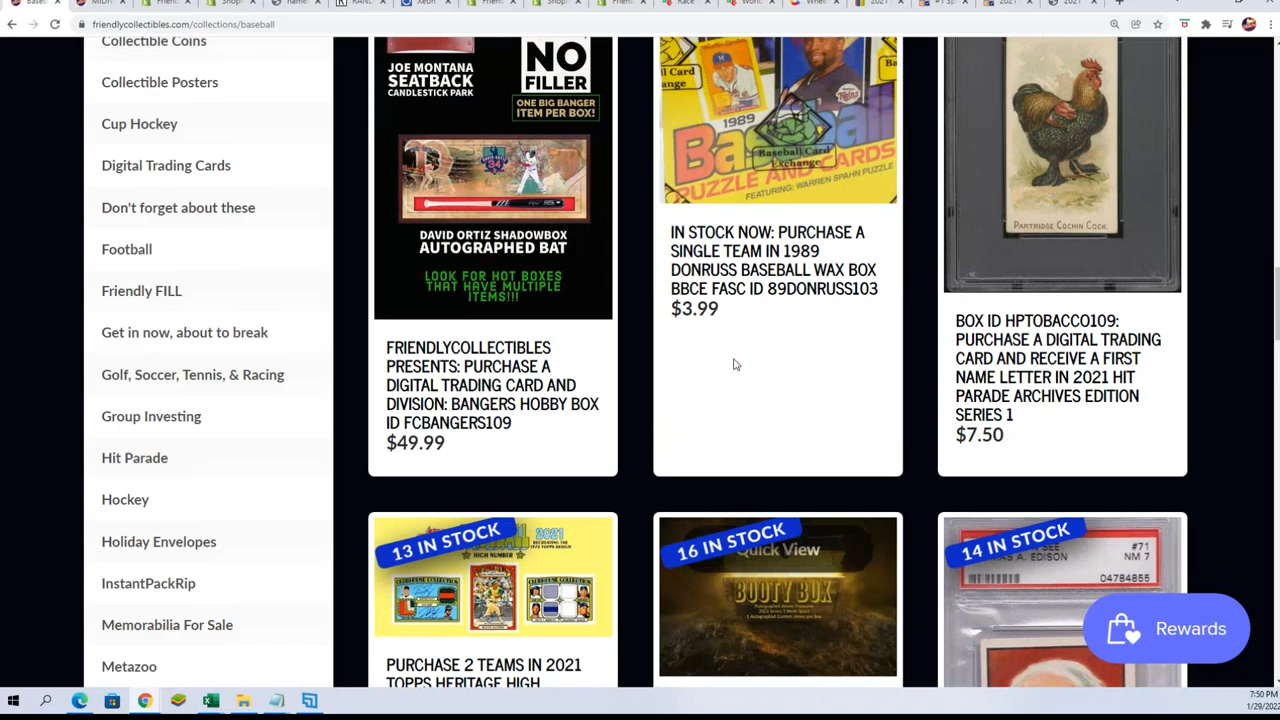 friendlycollectibles.com/collections/baseball
Collectible Coins
Collectible Posters
Cup Hockey
Digital Trading Cards
Don't forget about these
Football
Friendly FILL
Get in now, about to break
Golf, Soccer, Tennis, & Racing
Group Investing
Hit Parade
Hockey
Holiday Envelopes
InstantPackRip
Memorabilia For Sale
Metazoo
JOE MONTANA
SEATBACK
CANDLESTICK PARK
NO
FILLER
ONE BIG BANGER
ITEM PER BOX!
DAVID ORTIZ SHADOWBOX
AUTOGRAPHED BAT
LOOK FOR HOT BOXES
THAT HAVE MULTIPLE
ITEMS!!!
FRIENDLYCOLLECTIBLES
PRESENTS: PURCHASE A
DIGITAL TRADING CARD AND
DIVISION: BANGERS HOBBY BOX
ID FCBANGERS109
$49.99
Twins
1989
Baseball Card
Exchange
PUZZLE AND CARDS
FEATURING: WARREN SPAHN PUZZLE
IN STOCK NOW: PURCHASE A
SINGLE TEAM IN 1989
DONRUSS BASEBALL WAX BOX
BBCE FASC ID 89DONRUSS103
$3.99
PARTRIDGE COCHIN COCK.
BOX ID HPTOBACCO109:
PURCHASE A DIGITAL TRADING
CARD AND RECEIVE A FIRST
NAME LETTER IN 2021 HIT
PARADE ARCHIVES EDITION
SERIES 1
$7.50
13 IN STOCK
2021
HIGH NUMBER
PURCHASE 2 TEAMS IN 2021
TOPPS HERITAGE HIGH
16 IN STOCK
Quick View
BOOTY BOX
14 IN STOCK
#71
NM 7
04784855
Rewards
7:50 PM
1/29/2022